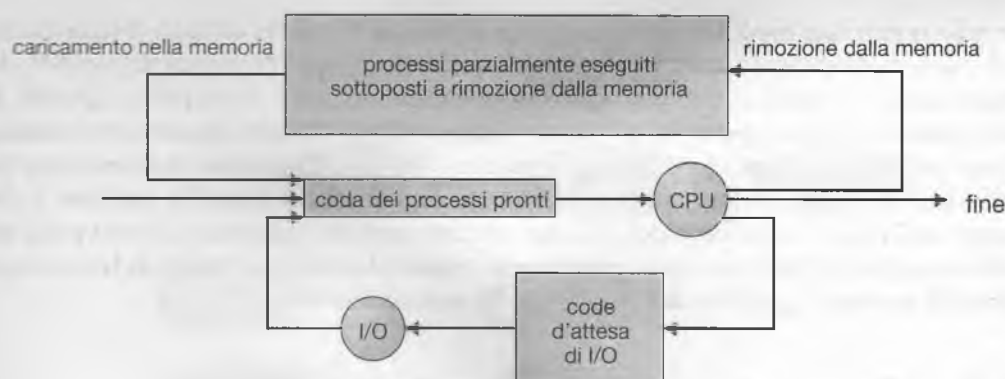 caricamento nella memoria
processi parzialmente eseguiti
sottoposti a rimozione dalla memoria
rimozione dalla memoria
coda dei processi pronti
CPU
fine
I/O
code
d'attesa
di I/O